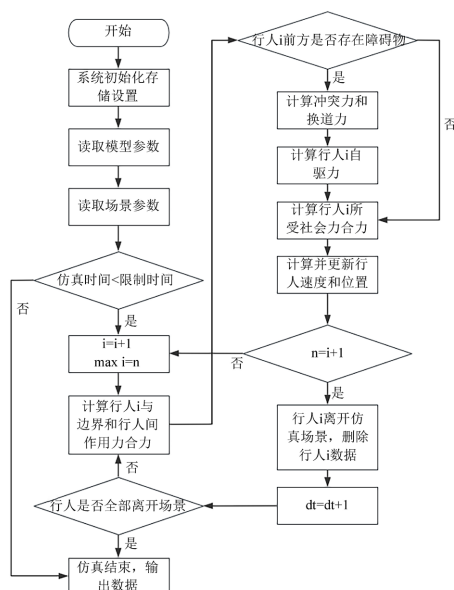 开始
系统初始化存
储设置
读取模型参数
读取场景参数
仿真时间<限制时间
否
是
i=i+1
max i=n
计算行人i与
边界和行人间
作用力合力
否
行人是否全部离开场景
是
仿真结束，输
出数据
行人i前方是否存在障碍物
是
否
计算冲突力和
换道力
计算行人i自
驱力
计算行人i所
受社会力合力
计算并更新行
人速度和位置
n=i+1
否
是
行人i离开仿
真场景，删除
行人i数据
dt=dt+1